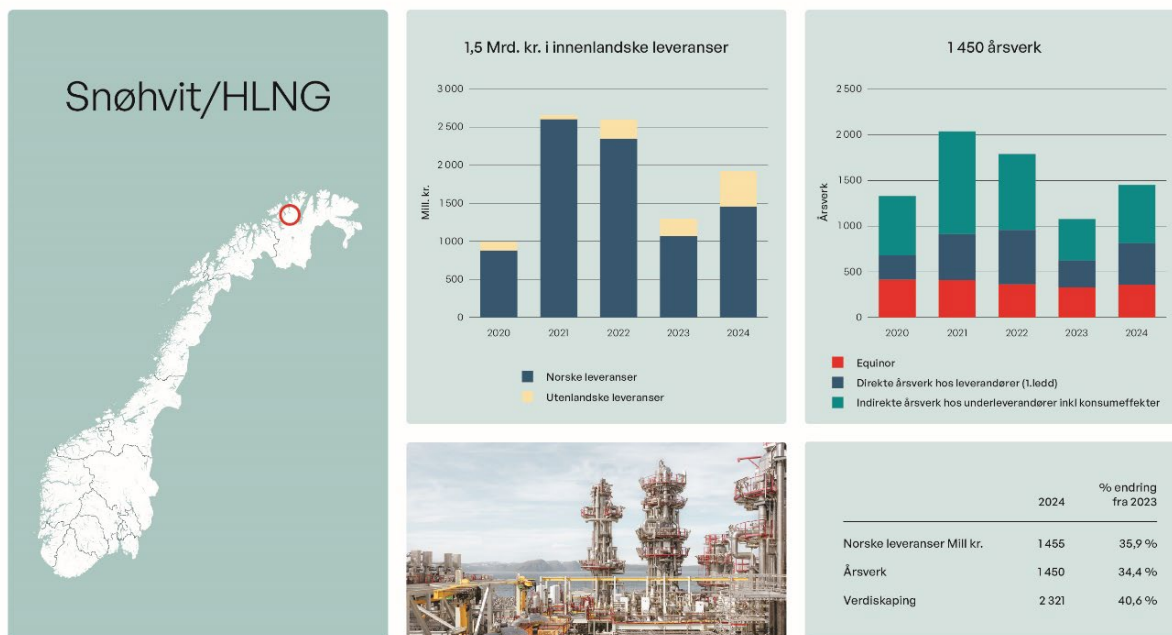 Snøhvit/HLNG
1,5 Mrd. kr. i innenlandske leveranser
Mill. kr.
3 000
2 500
2 000
1 500
1 000
500
0
2020 2021 2022 2023 2024
Norske leveranser
Utenlandske leveranser
1 450 årsverk
Årsverk
2 500
2 000
1 500
1 000
500
0
2020 2021 2022 2023 2024
Equinor
Direkte årsverk hos leverandører (1.ledd)
Indirekte årsverk hos underleverandører inkl konsumeffekter
% endring
2024 fra 2023
Norske leveranser Mill kr. 1 455 35,9 %
Årsverk 1 450 34,4 %
Verdiskaping 2 321 40,6 %